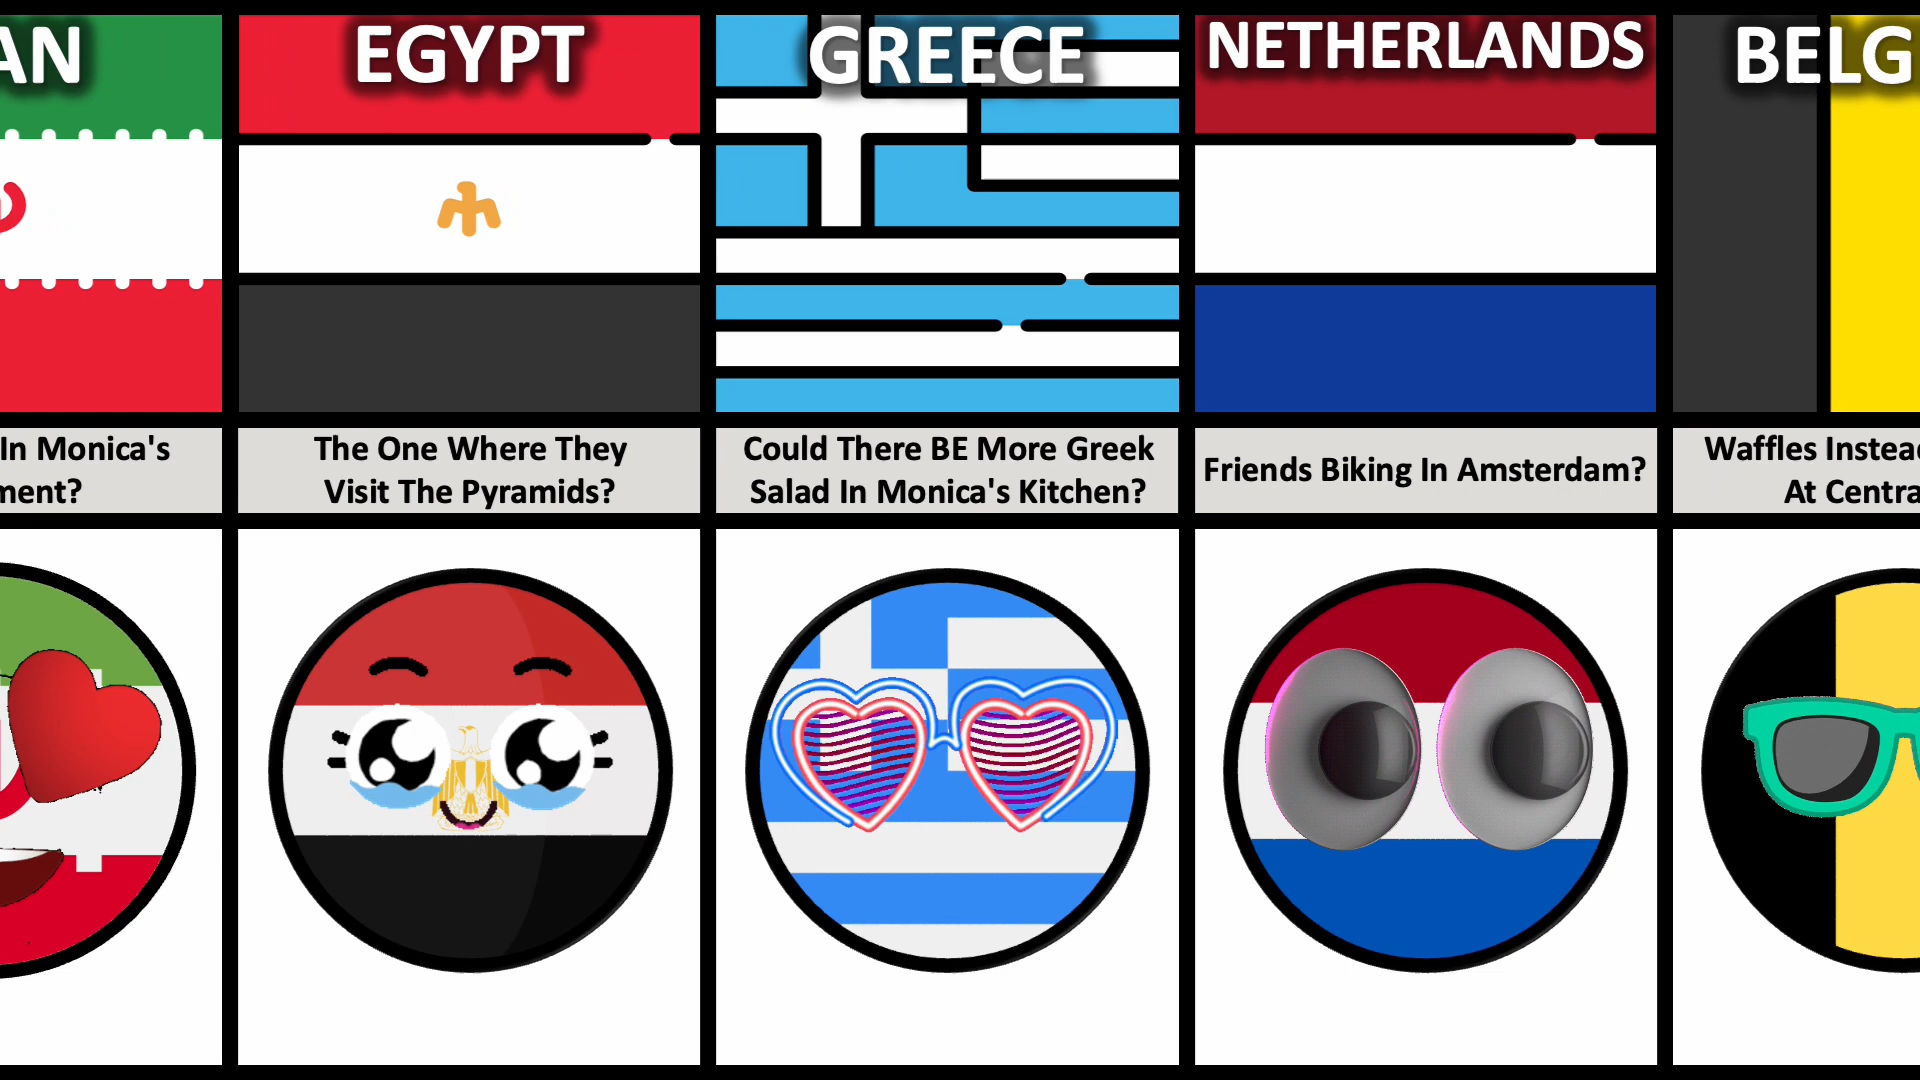 AN
EGYPT
GREECE
NETHERLANDS
BELG
In Monica's
ment?
The One Where They
Visit The Pyramids?
Could There BE More Greek
Salad In Monica's Kitchen?
Friends Biking In Amsterdam?
Waffles Instead
At Centra